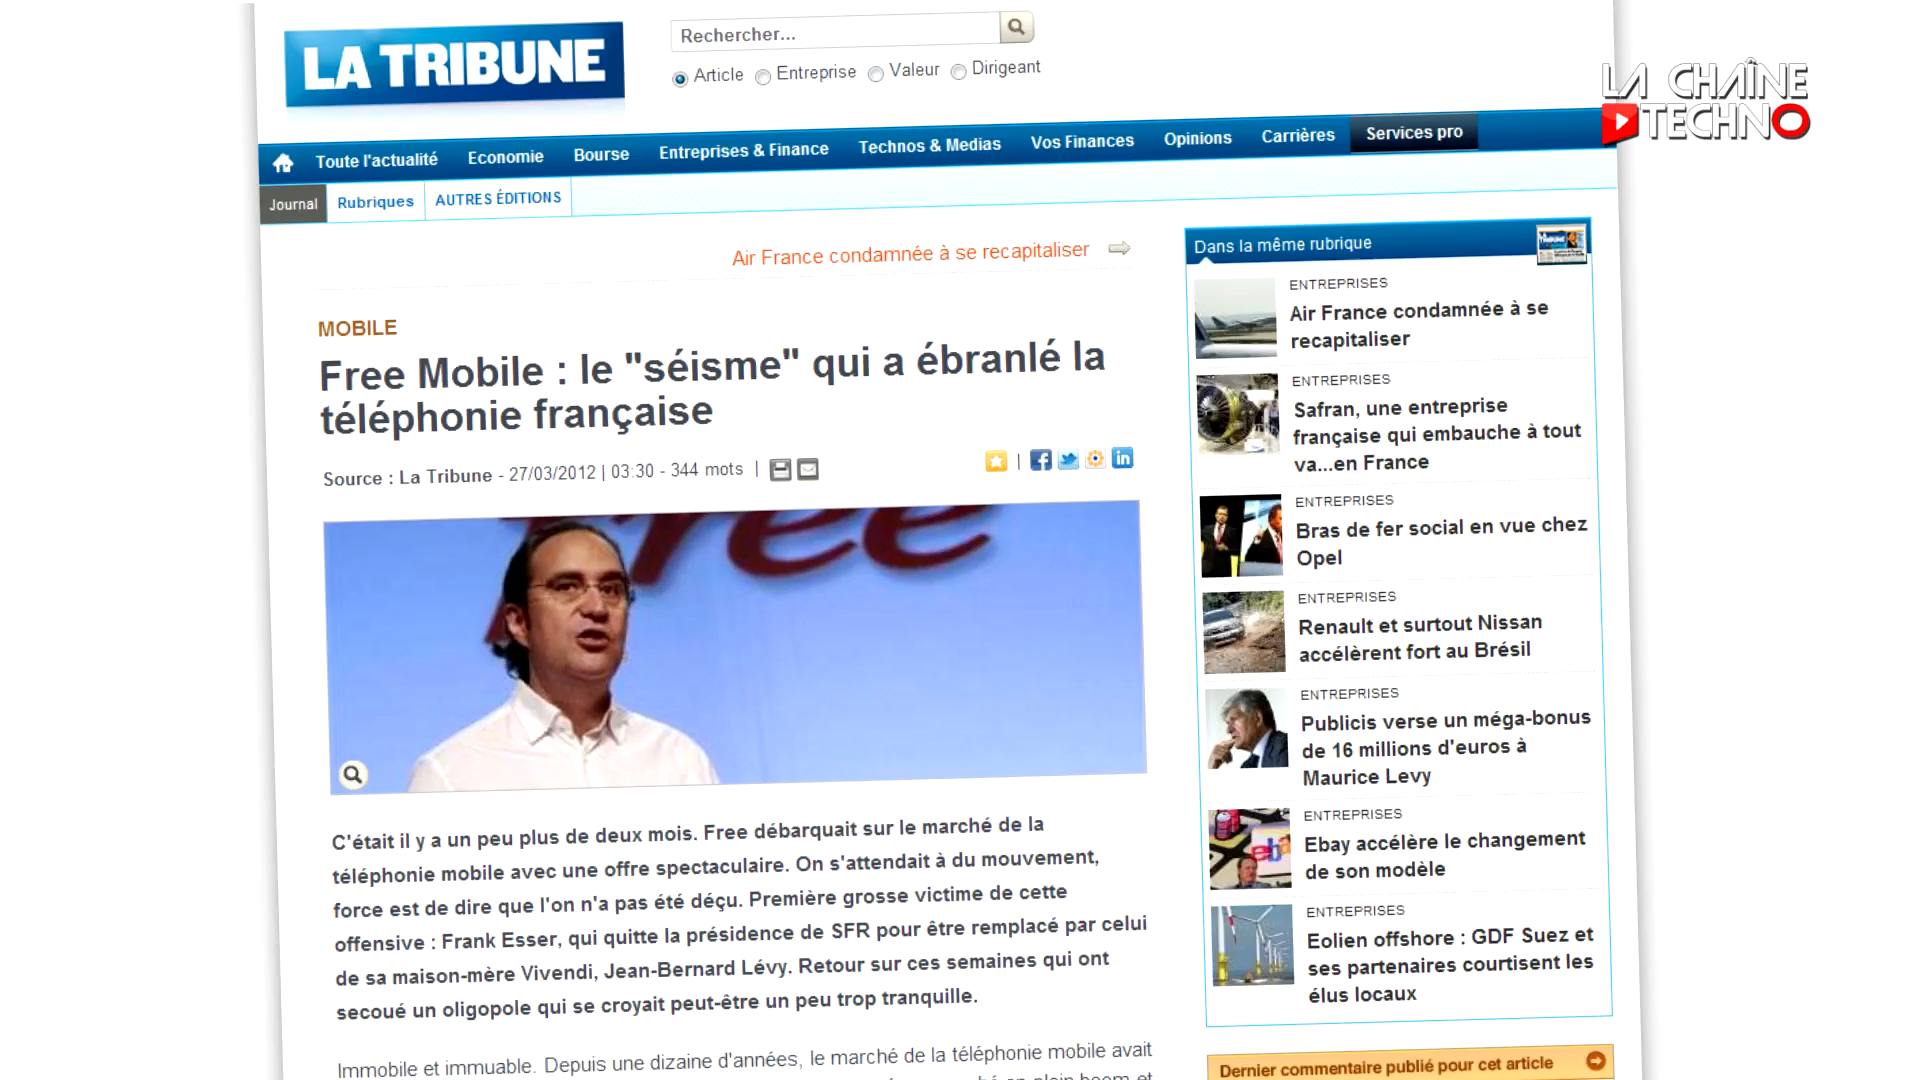 LA TRIBUNE
Rechercher...
Article Entreprise Valeur Dirigeant
LA CHAÎNE
TECHNO
Toute l'actualité Economie Bourse Entreprises & Finance Technos & Medias Vos Finances Opinions Carrières Services pro
Journal Rubriques AUTRES ÉDITIONS
Air France condamnée à se recapitaliser
MOBILE
Free Mobile : le "séisme" qui a ébranlé la
téléphonie française
Source : La Tribune - 27/03/2012 | 03:30 - 344 mots |
free
C'était il y a un peu plus de deux mois. Free débarquait sur le marché de la
téléphonie mobile avec une offre spectaculaire. On s'attendait à du mouvement,
force est de dire que l'on n'a pas été déçu. Première grosse victime de cette
offensive : Frank Esser, qui quitte la présidence de SFR pour être remplacé par celui
de sa maison-mère Vivendi, Jean-Bernard Lévy. Retour sur ces semaines qui ont
secoué un oligopole qui se croyait peut-être un peu trop tranquille.
Immobile et immuable. Depuis une dizaine d'années, le marché de la téléphonie mobile avait
Dans la même rubrique
ENTREPRISES
Air France condamnée à se
recapitaliser
ENTREPRISES
Safran, une entreprise
française qui embauche à tout
va...en France
ENTREPRISES
Bras de fer social en vue chez
Opel
ENTREPRISES
Renault et surtout Nissan
accélèrent fort au Brésil
ENTREPRISES
Publicis verse un méga-bonus
de 16 millions d'euros à
Maurice Levy
ENTREPRISES
Ebay accélère le changement
de son modèle
ENTREPRISES
Eolien offshore : GDF Suez et
ses partenaires courtisent les
élus locaux
Dernier commentaire publié pour cet article